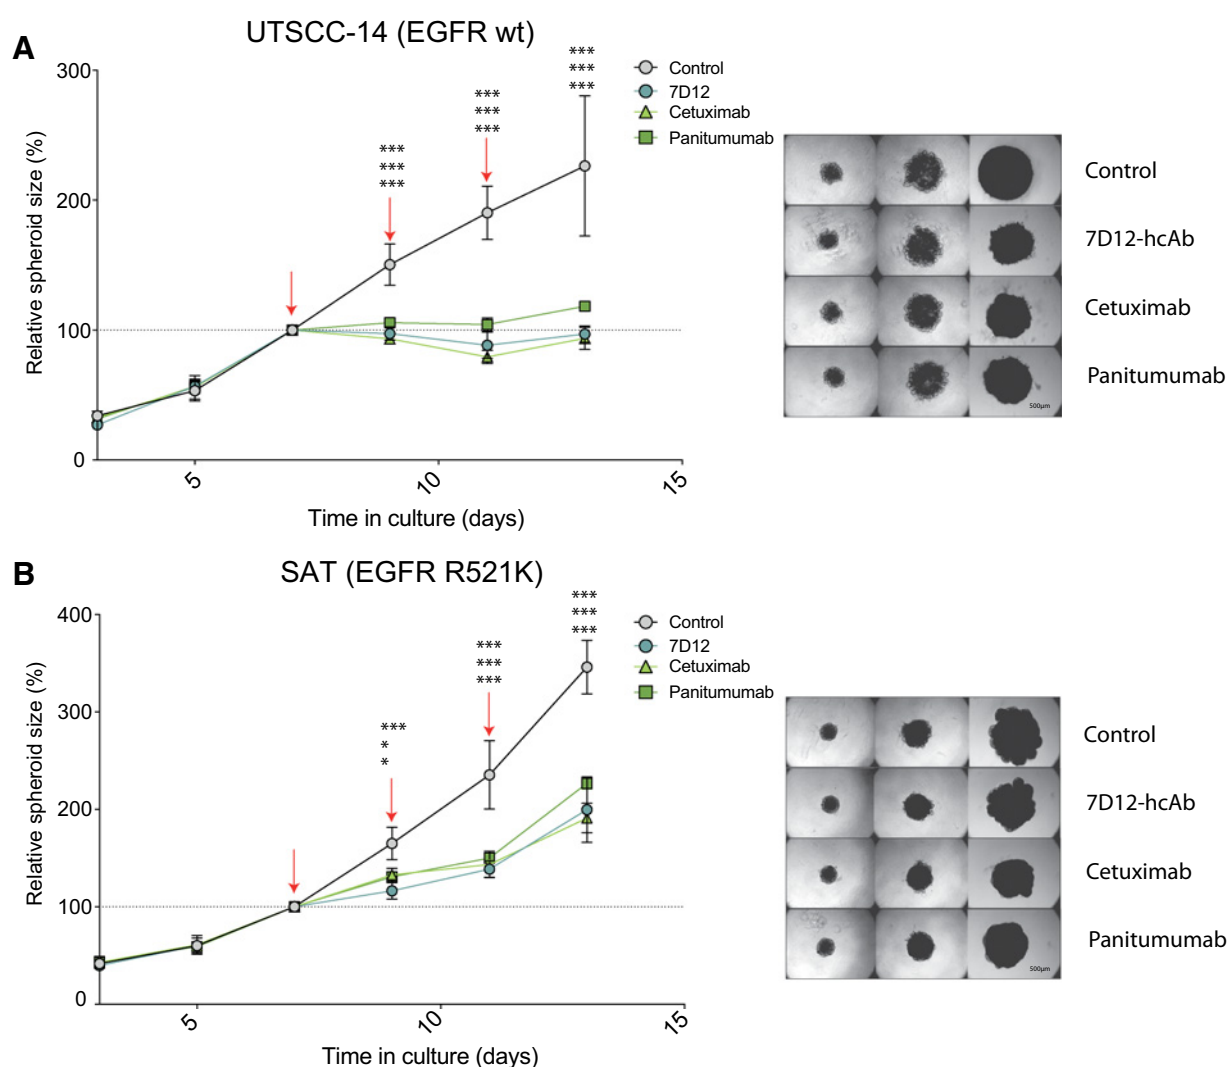 A
UTSCC-14 (EGFR wt)
Relative spheroid size (%)
300
200
100
0
5
10
15
Time in culture (days)
***
***
***
***
***
***
***
***
***
Control
7D12
Cetuximab
Panitumumab
Control
7D12-hcAb
Cetuximab
Panitumumab
500µm
B
SAT (EGFR R521K)
Relative spheroid size (%)
400
300
200
100
0
5
10
15
Time in culture (days)
***
*
*
***
***
***
***
***
***
Control
7D12
Cetuximab
Panitumumab
Control
7D12-hcAb
Cetuximab
Panitumumab
500µm